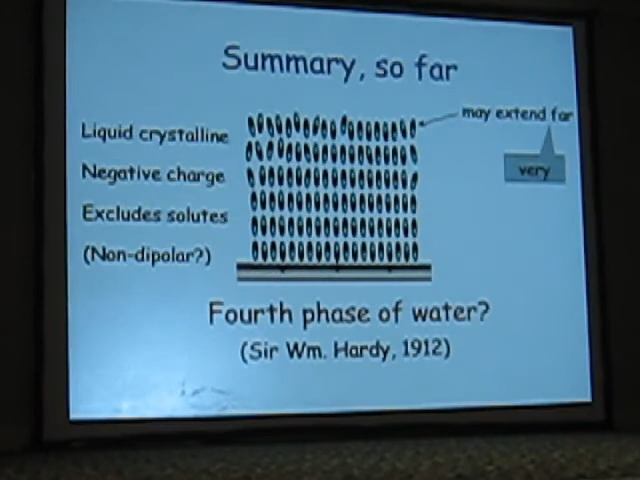 Summary, so far
may extend far
very
Liquid crystalline
Negative charge
Excludes solutes
(Non-dipolar?)
Fourth phase of water?
(Sir Wm. Hardy, 1912)